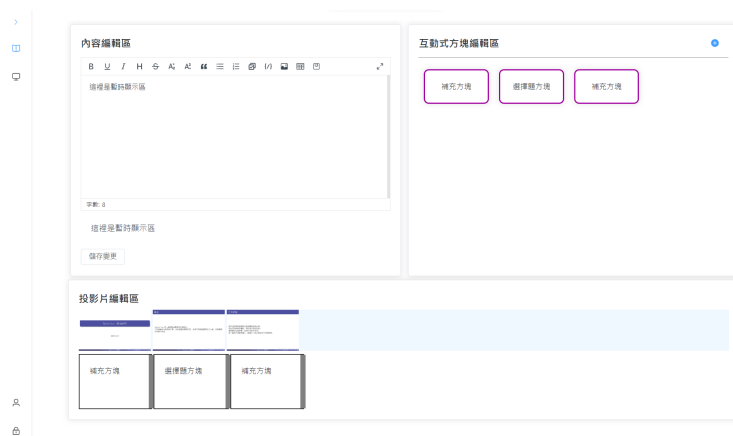 內容編輯區
互動式方塊編輯區
這裡是暫時顯示區
補充方塊
選擇題方塊
補充方塊
字數: 8
這裡是暫時顯示區
儲存變更
投影片編輯區
補充方塊
選擇題方塊
補充方塊